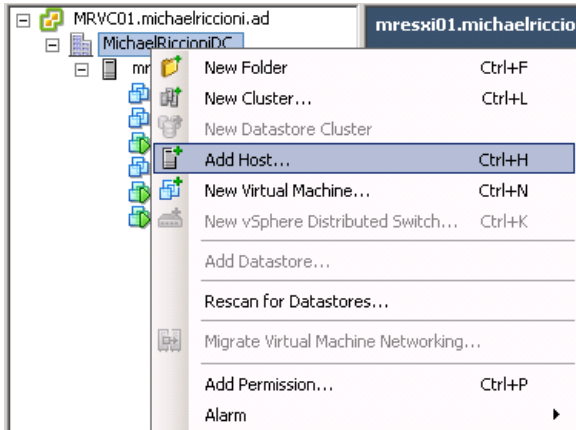 MRVC01.michaelriccioni.ad
mresxi01.michaelriccio
MichaelRiccioniDC
mr
New Folder Ctrl+F
New Cluster... Ctrl+L
New Datastore Cluster
Add Host... Ctrl+H
New Virtual Machine... Ctrl+N
New vSphere Distributed Switch... Ctrl+K
Add Datastore...
Rescan for Datastores...
Migrate Virtual Machine Networking...
Add Permission... Ctrl+P
Alarm